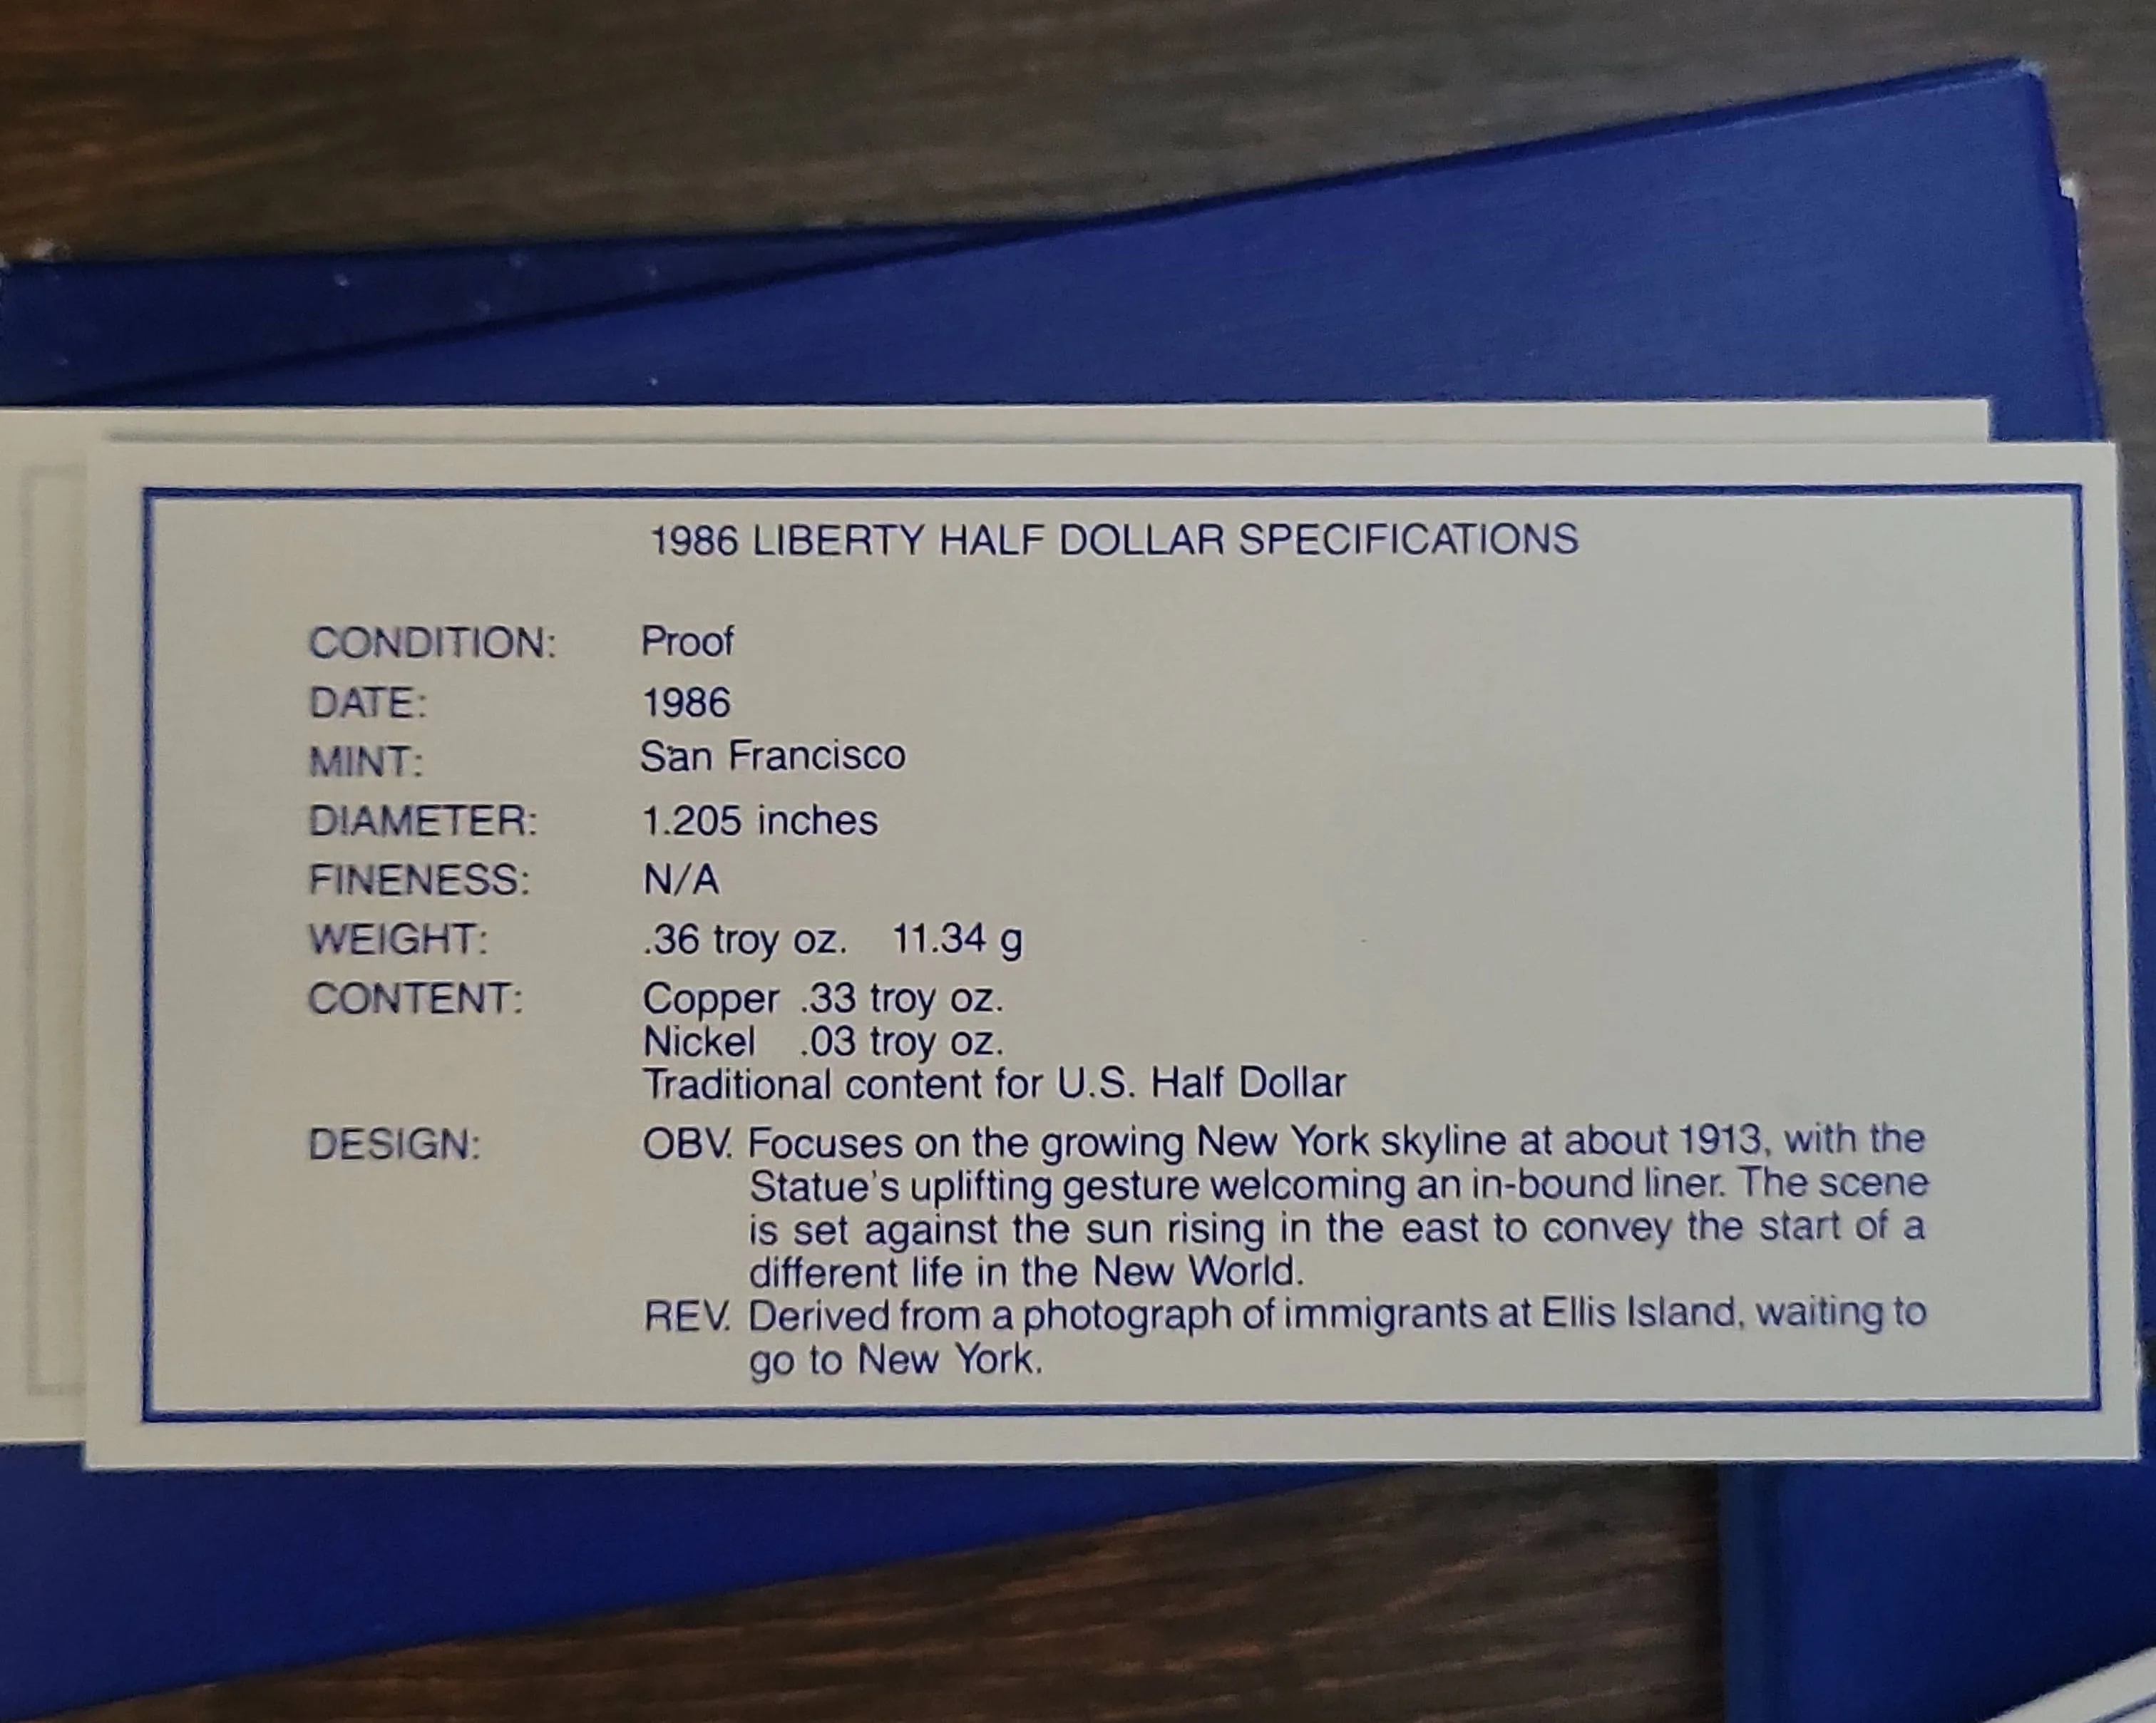 1986 LIBERTY HALF DOLLAR SPECIFICATIONS
CONDITION: Proof
DATE: 1986
MINT: San Francisco
DIAMETER: 1.205 inches
FINENESS: N/A
WEIGHT: .36 troy oz. 11.34 g
CONTENT: Copper .33 troy oz.
Nickel .03 troy oz.
Traditional content for U.S. Half Dollar
DESIGN: OBV. Focuses on the growing New York skyline at about 1913, with the
Statue's uplifting gesture welcoming an in-bound liner. The scene
is set against the sun rising in the east to convey the start of a
different life in the New World.
REV. Derived from a photograph of immigrants at Ellis Island, waiting to
go to New York.